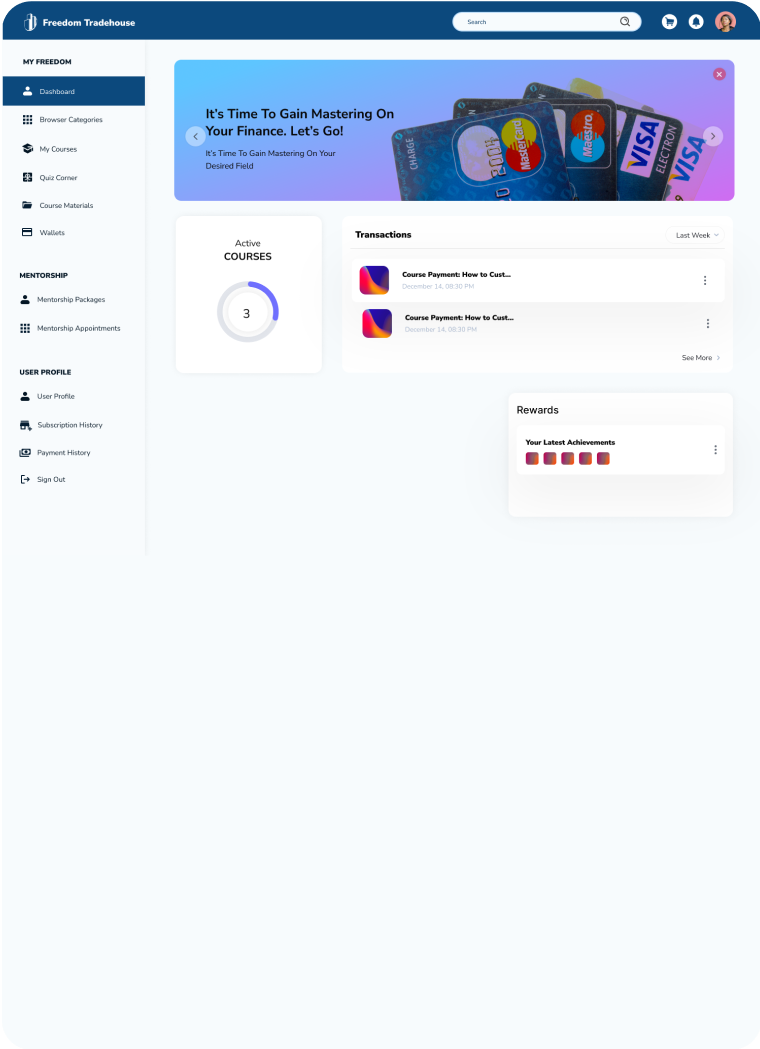 Freedom Tradehouse
Search
MY FREEDOM
Dashboard
Browser Categories
My Courses
Quiz Corner
Course Materials
Wallets
MENTORSHIP
Mentorship Packages
Mentorship Appointments
USER PROFILE
User Profile
Subscription History
Payment History
Sign Out
It's Time To Gain Mastering On
Your Finance. Let's Go!
It's Time To Gain Mastering On Your
Desired Field
CHARGE
MasterCard
Maestro
VISA
ELECTRON
VISA
Active
COURSES
3
Transactions
Last Week
Course Payment: How to Cust...
December 14, 08:30 PM
Course Payment: How to Cust...
December 14, 08:30 PM
See More
Rewards
Your Latest Achievements